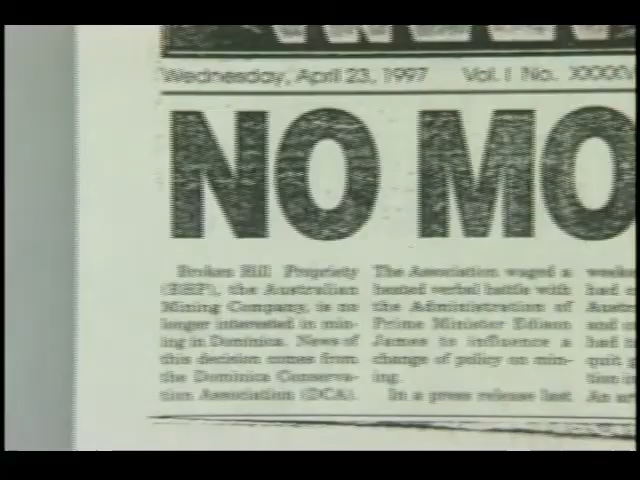 Wednesday, April 23, 1997 Vol. I No.
NO MO
Broken Hill Propriety
(BHP), the Australian
Mining Company, is no
longer interested in min-
ing in Dominica. News of
this decision comes from
the Dominica Conserva-
tion Association (DCA).
The Association waged a
heated verbal battle with
the Administration of
Prime Minister Edison
James to influence a
change of policy on min-
ing.
In a press release last
had
quit
An